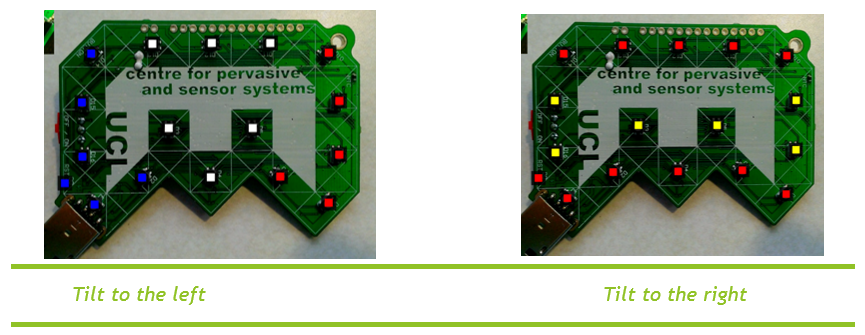 centre for pervasive
and sensor systems
UCL
centre for pervasive
and sensor systems
UCL
Tilt to the left
Tilt to the right